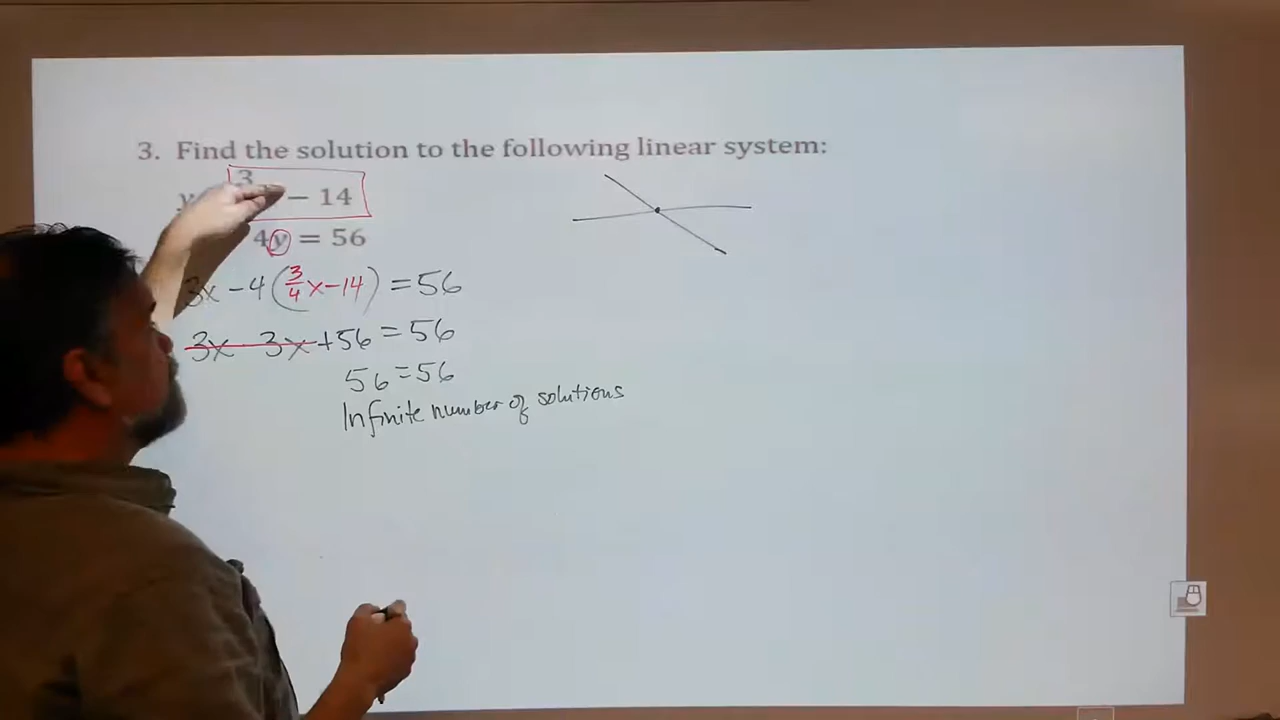 3. Find the solution to the following linear system:
y 3 − 14
4y = 56
3x − 4(3/4 x − 14) = 56
3x 3x + 56 = 56
56 = 56
Infinite number of solutions